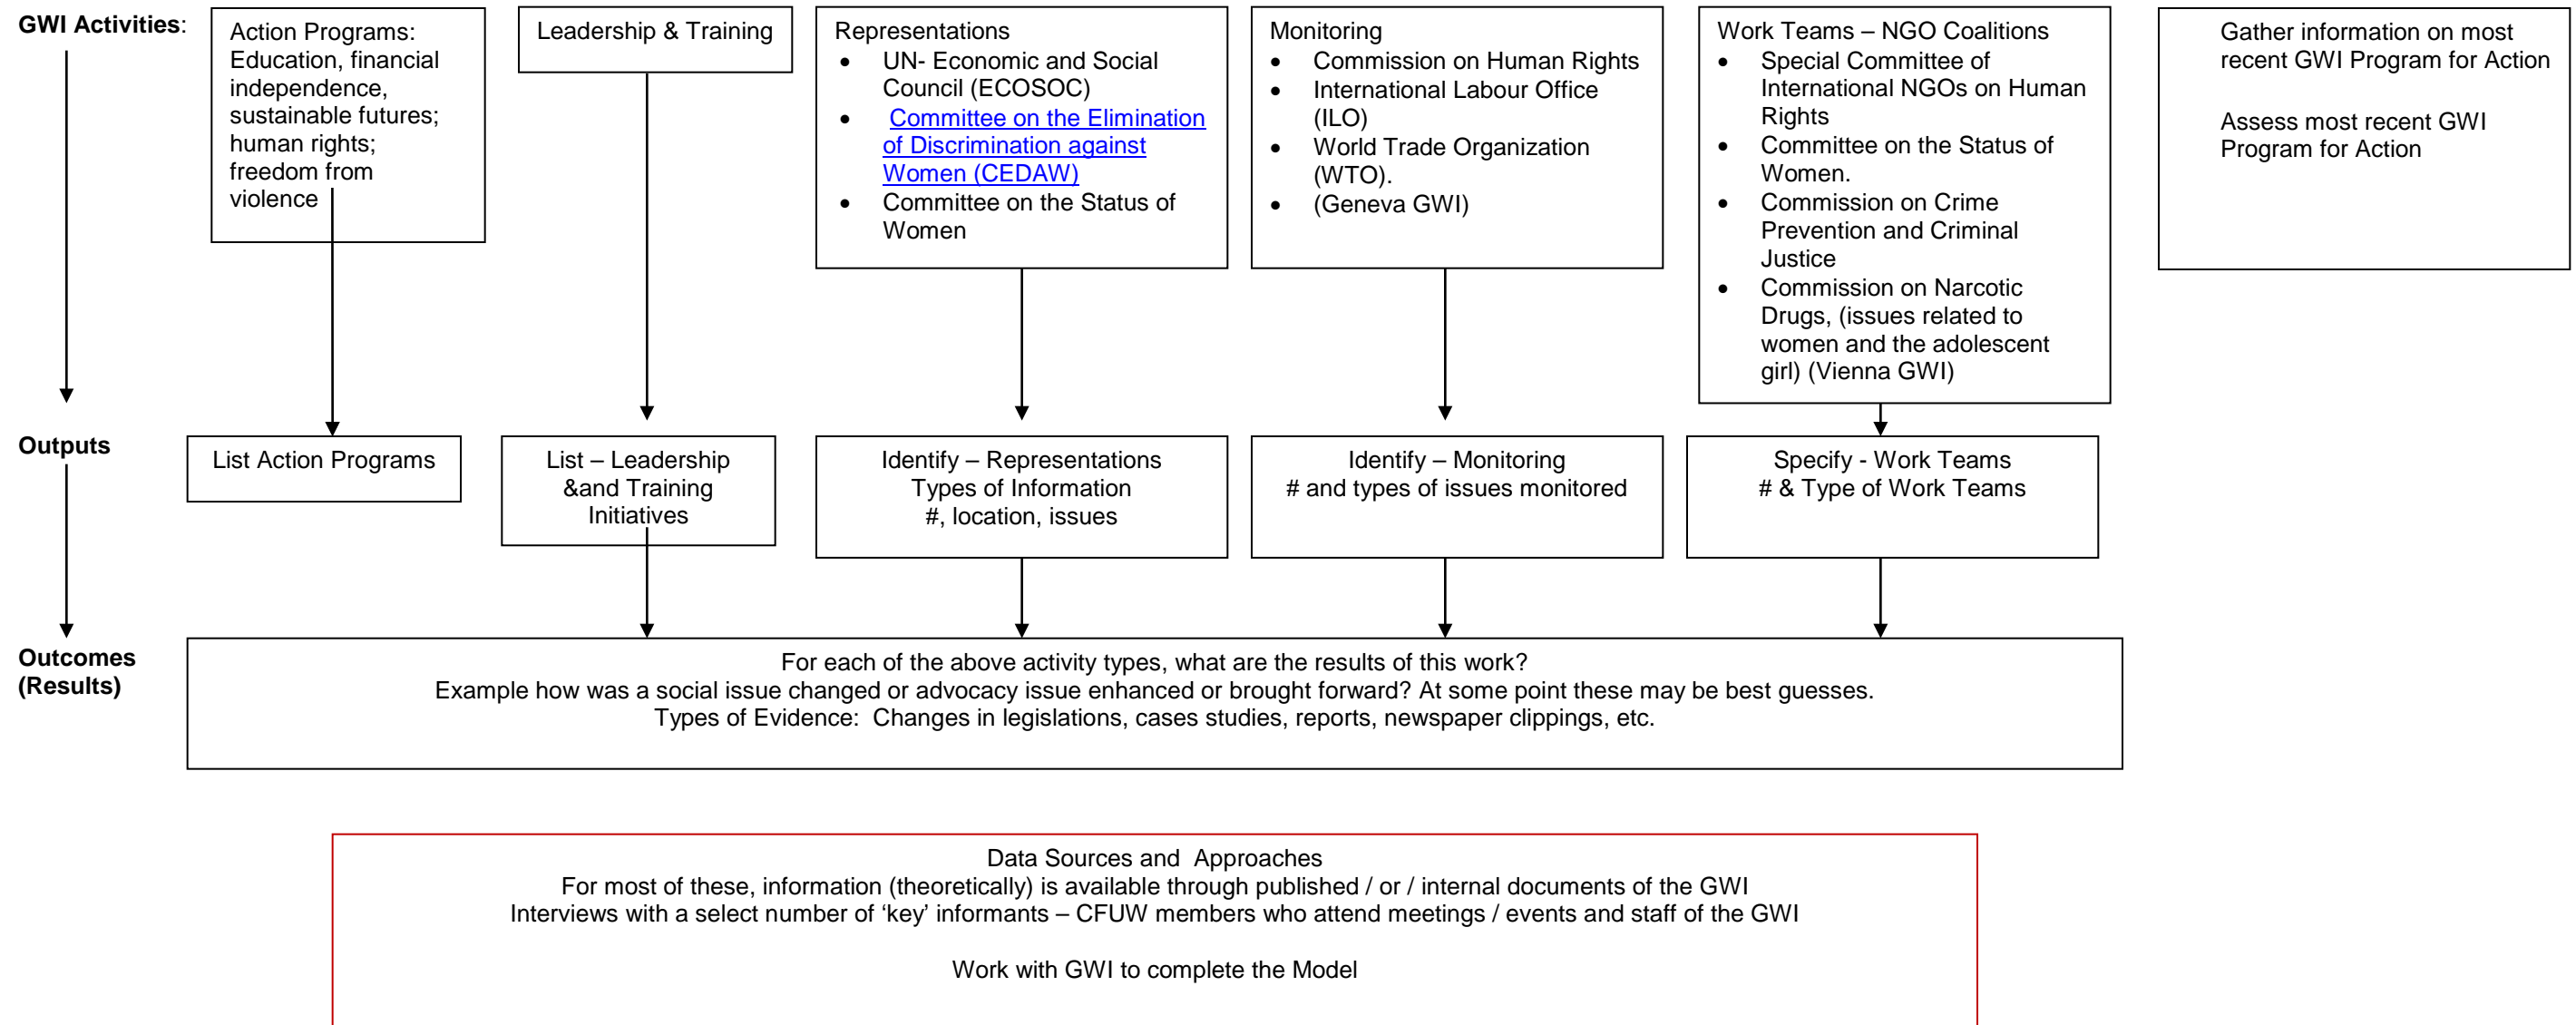 GWI Activities:
Action Programs:
Education, financial
independence,
sustainable futures;
human rights;
freedom from
violence
Leadership & Training
Representations
• UN- Economic and Social
Council (ECOSOC)
• Committee on the Elimination
of Discrimination against
Women (CEDAW)
• Committee on the Status of
Women
Monitoring
• Commission on Human Rights
• International Labour Office
(ILO)
• World Trade Organization
(WTO).
• (Geneva GWI)
Work Teams – NGO Coalitions
• Special Committee of
International NGOs on Human
Rights
• Committee on the Status of
Women.
• Commission on Crime
Prevention and Criminal
Justice
• Commission on Narcotic
Drugs, (issues related to
women and the adolescent
girl) (Vienna GWI)
Gather information on most
recent GWI Program for Action
Assess most recent GWI
Program for Action
Outputs
List Action Programs
List – Leadership
&and Training
Initiatives
Identify – Representations
Types of Information
#, location, issues
Identify – Monitoring
# and types of issues monitored
Specify - Work Teams
# & Type of Work Teams
Outcomes
(Results)
For each of the above activity types, what are the results of this work?
Example how was a social issue changed or advocacy issue enhanced or brought forward? At some point these may be best guesses.
Types of Evidence:  Changes in legislations, cases studies, reports, newspaper clippings, etc.
Data Sources and  Approaches
For most of these, information (theoretically) is available through published / or / internal documents of the GWI
Interviews with a select number of ‘key’ informants – CFUW members who attend meetings / events and staff of the GWI
Work with GWI to complete the Model